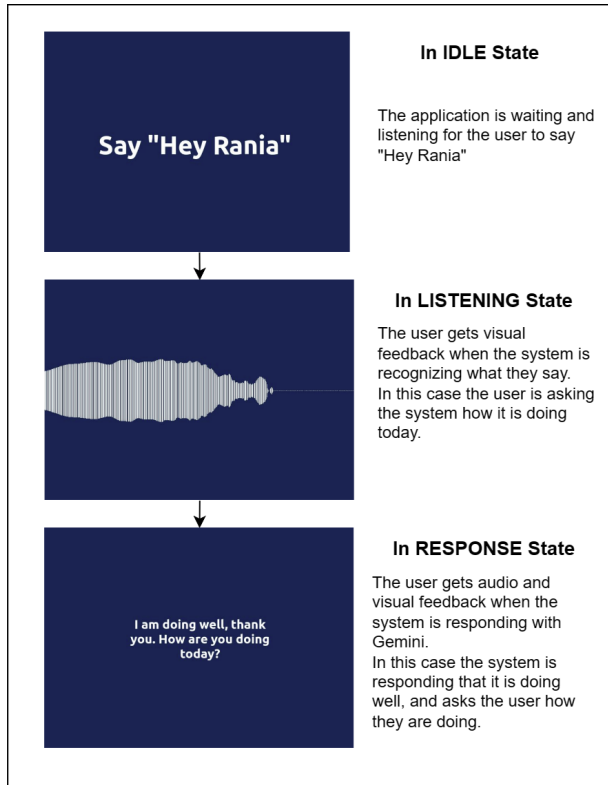 In IDLE State
Say "Hey Rania"
The application is waiting and
listening for the user to say
"Hey Rania"
In LISTENING State
The user gets visual
feedback when the system is
recognizing what they say.
In this case the user is asking
the system how it is doing
today.
In RESPONSE State
I am doing well, thank
you. How are you doing
today?
The user gets audio and
visual feedback when the
system is responding with
Gemini.
In this case the system is
responding that it is doing
well, and asks the user how
they are doing.